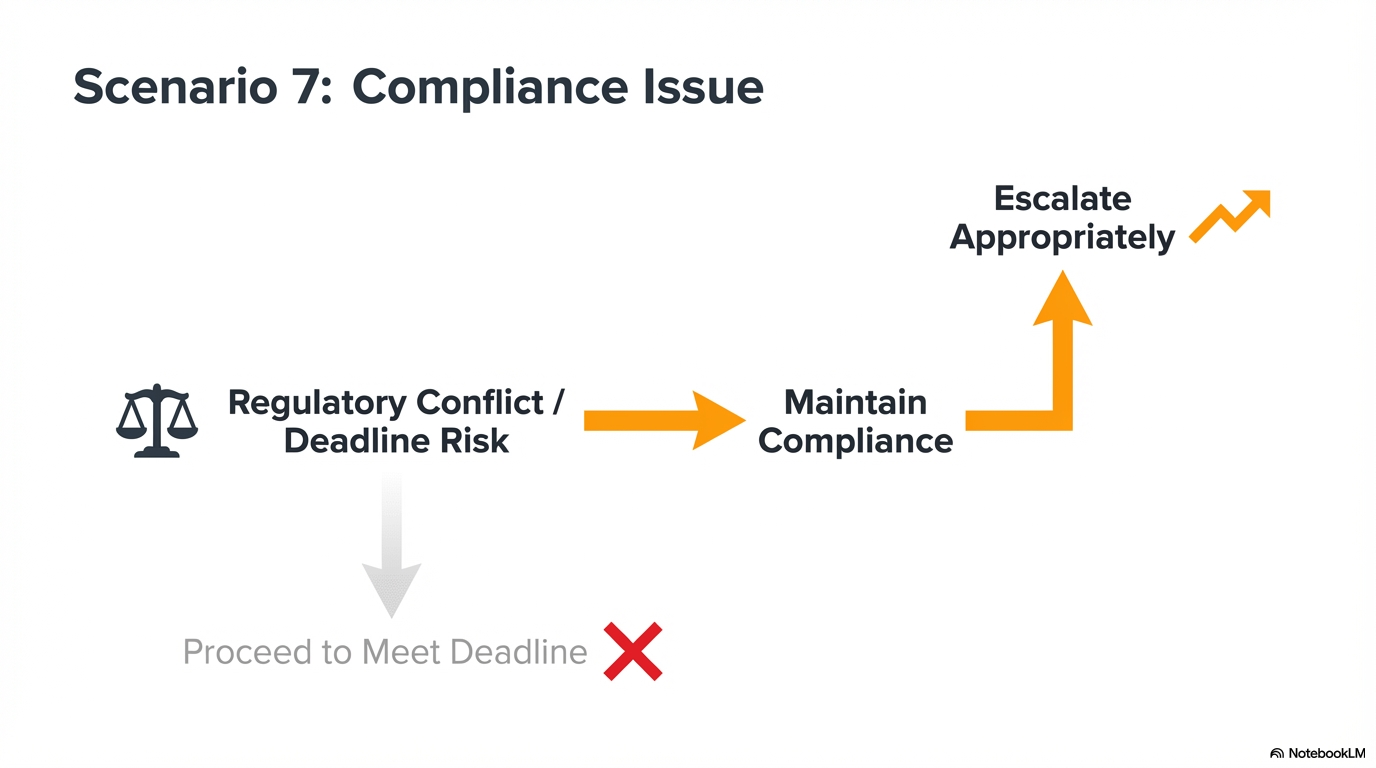 Scenario 7: Compliance Issue
Escalate
Appropriately
Regulatory Conflict /
Deadline Risk
Maintain
Compliance
Proceed to Meet Deadline
NotebookLM